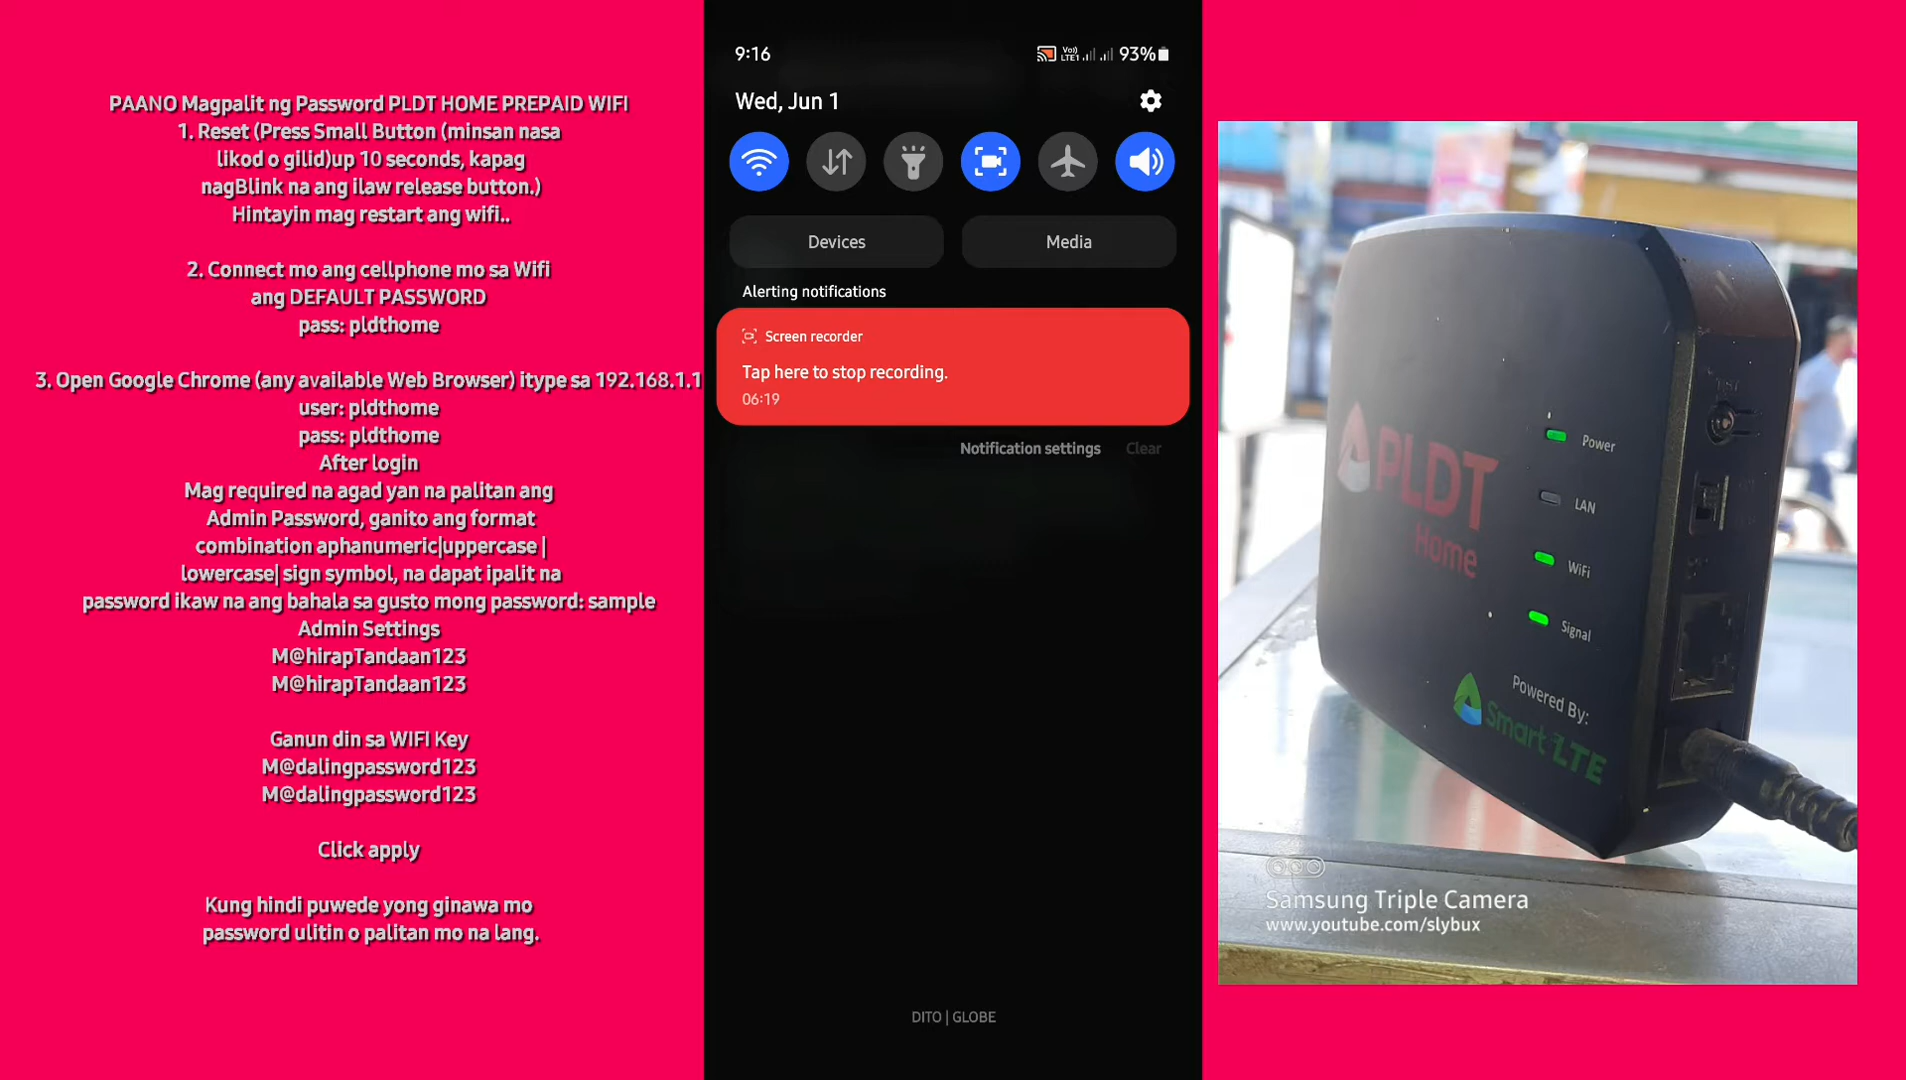 PAANO Magpalit ng Password PLDT HOME PREPAID WIFI
1. Reset (Press Small Button (minsan nasa
likod o gilid)up 10 seconds, kapag
nagBlink na ang ilaw release button.)
Hintayin mag restart ang wifi..
2. Connect mo ang cellphone mo sa Wifi
ang DEFAULT PASSWORD
pass: pldthome
3. Open Google Chrome (any available Web Browser) itype sa 192.168.1.1
user: pldthome
pass: pldthome
After login
Mag required na agad yan na palitan ang
Admin Password, ganito ang format
combination aphanumeric|uppercase |
lowercase| sign symbol, na dapat ipalit na
password ikaw na ang bahala sa gusto mong password: sample
Admin Settings
M@hirapTandaan123
M@hirapTandaan123
Ganun din sa WIFI Key
M@dalingpassword123
M@dalingpassword123
Click apply
Kung hindi puwede yong ginawa mo
password ulitin o palitan mo na lang.
9:16
Vo)) LTE1 93%
Wed, Jun 1
Devices
Media
Alerting notifications
Screen recorder
Tap here to stop recording.
06:19
Notification settings
Clear
DITO | GLOBE
PLDT
Home
Power
LAN
WiFi
Signal
Powered By:
Smart LTE
Samsung Triple Camera
www.youtube.com/slybux